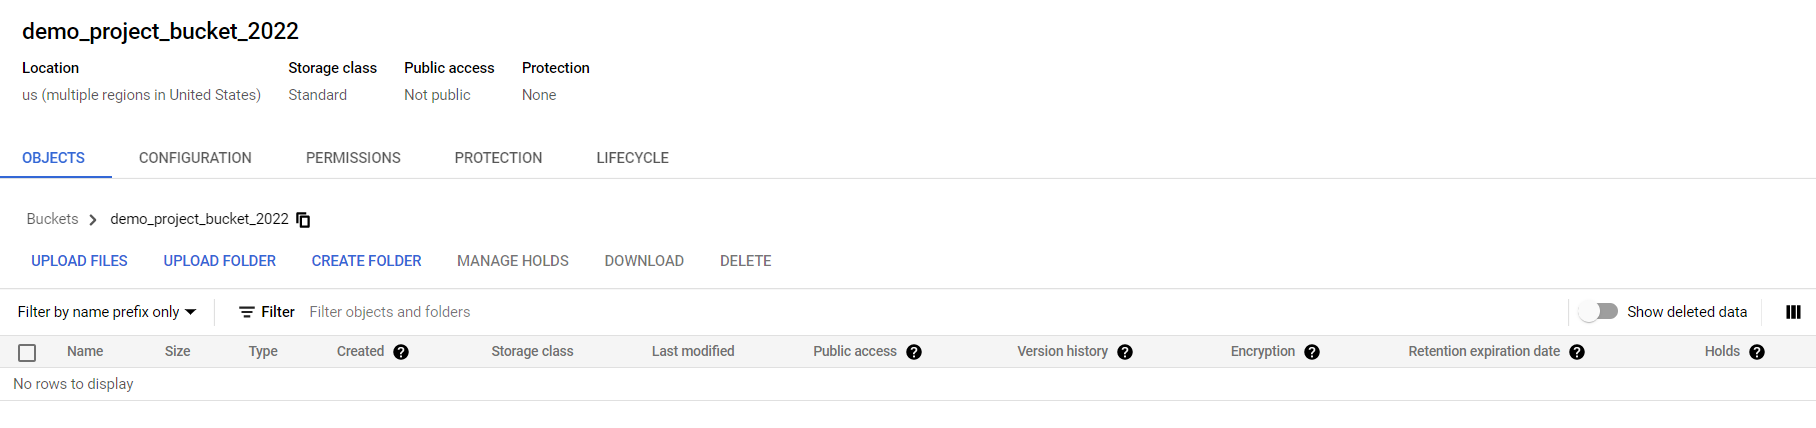 demo_project_bucket_2022
Location Storage class Public access Protection
us (multiple regions in United States) Standard Not public None
OBJECTS CONFIGURATION PERMISSIONS PROTECTION LIFECYCLE
Buckets demo_project_bucket_2022
UPLOAD FILES UPLOAD FOLDER CREATE FOLDER MANAGE HOLDS DOWNLOAD DELETE
Filter by name prefix only Filter Filter objects and folders Show deleted data
Name Size Type Created Storage class Last modified Public access Version history Encryption Retention expiration date Holds
No rows to display